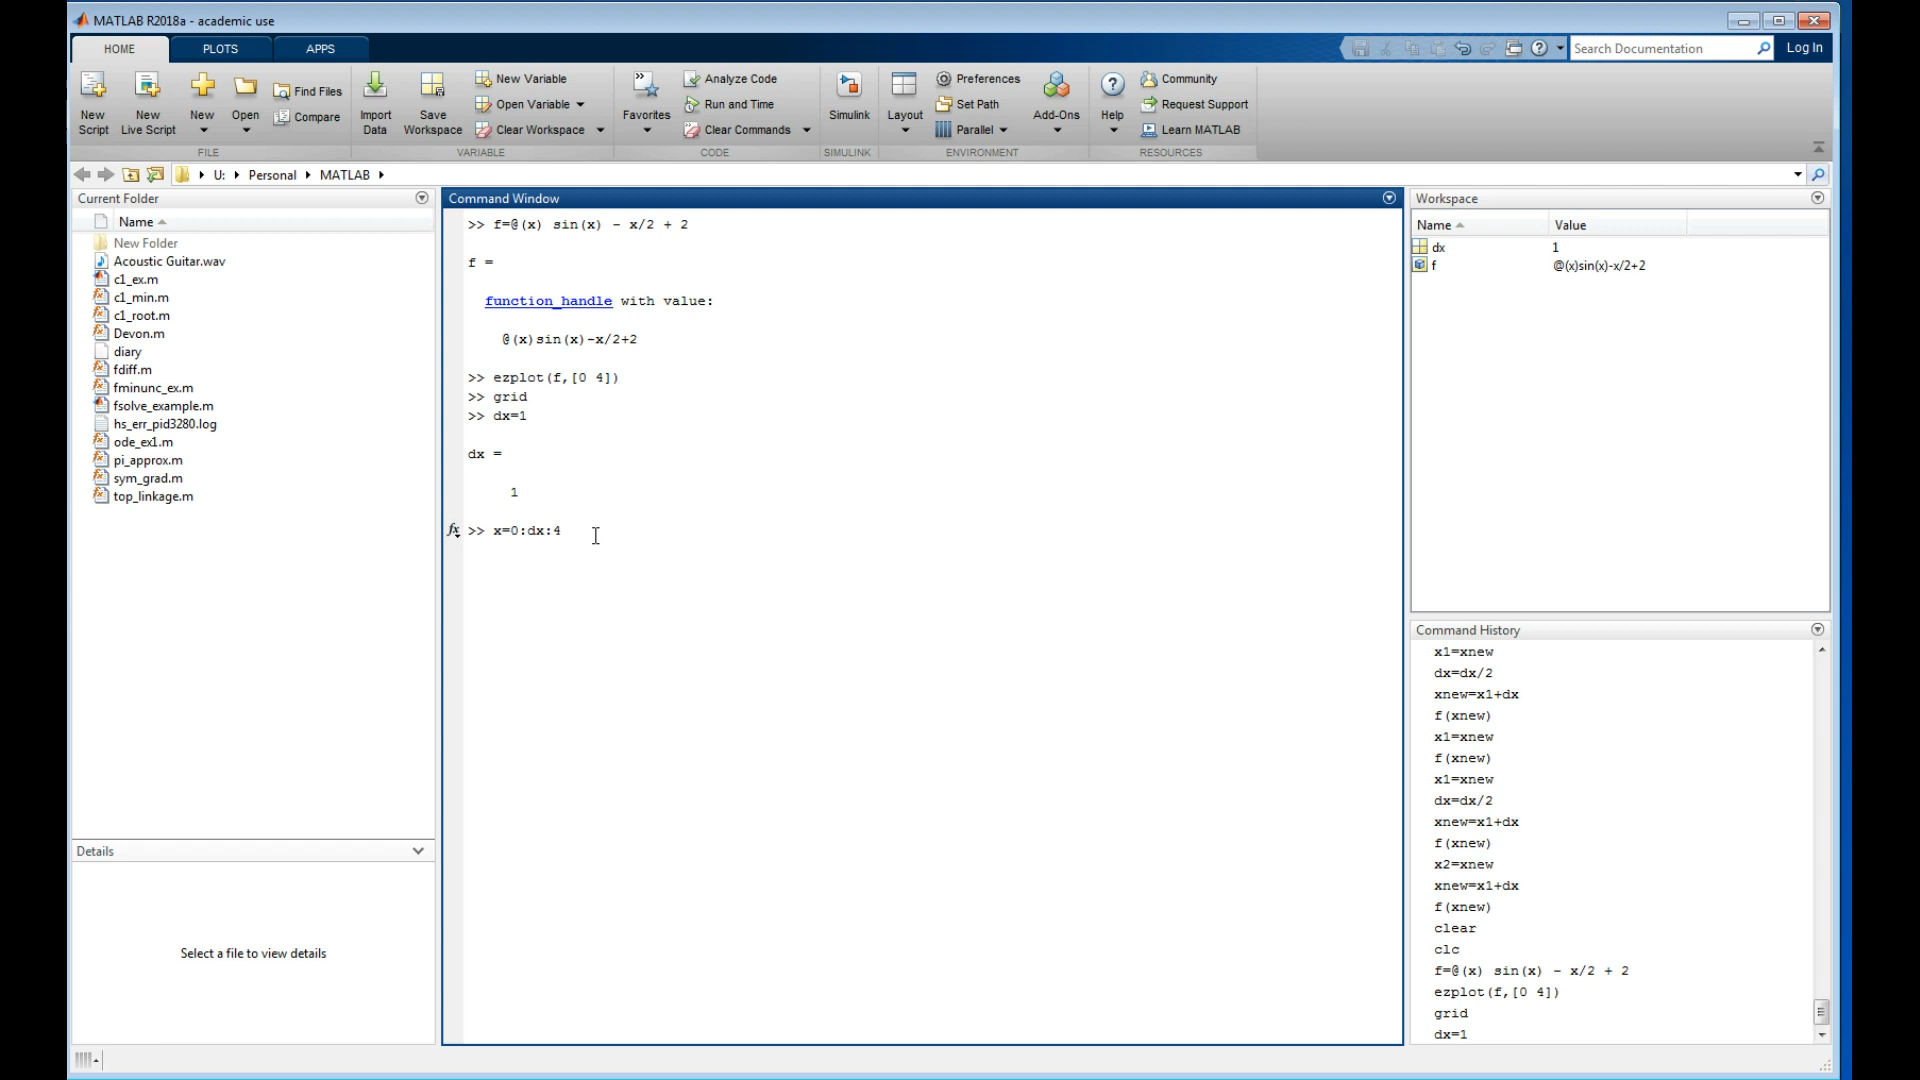 MATLAB R2018a - academic use
HOME
PLOTS
APPS
Search Documentation
Log In
New Script
New Live Script
New
Open
Find Files
Compare
FILE
Import Data
Save Workspace
New Variable
Open Variable
Clear Workspace
VARIABLE
Favorites
Analyze Code
Run and Time
Clear Commands
CODE
Simulink
SIMULINK
Layout
Preferences
Set Path
Parallel
Add-Ons
ENVIRONMENT
Help
Community
Request Support
Learn MATLAB
RESOURCES
U: Personal MATLAB
Current Folder
Name
New Folder
Acoustic Guitar.wav
c1_ex.m
c1_min.m
c1_root.m
Devon.m
diary
fdiff.m
fminunc_ex.m
fsolve_example.m
hs_err_pid3280.log
ode_ex1.m
pi_approx.m
sym_grad.m
top_linkage.m
Details
Select a file to view details
Command Window
>> f=@(x) sin(x) - x/2 + 2
f =
function_handle with value:
@(x)sin(x)-x/2+2
>> ezplot(f,[0 4])
>> grid
>> dx=1
dx =
1
fx >> x=0:dx:4
Workspace
Name Value
dx 1
f @(x)sin(x)-x/2+2
Command History
x1=xnew
dx=dx/2
xnew=x1+dx
f(xnew)
x1=xnew
f(xnew)
x1=xnew
dx=dx/2
xnew=x1+dx
f(xnew)
x2=xnew
xnew=x1+dx
f(xnew)
clear
clc
f=@(x) sin(x) - x/2 + 2
ezplot(f,[0 4])
grid
dx=1